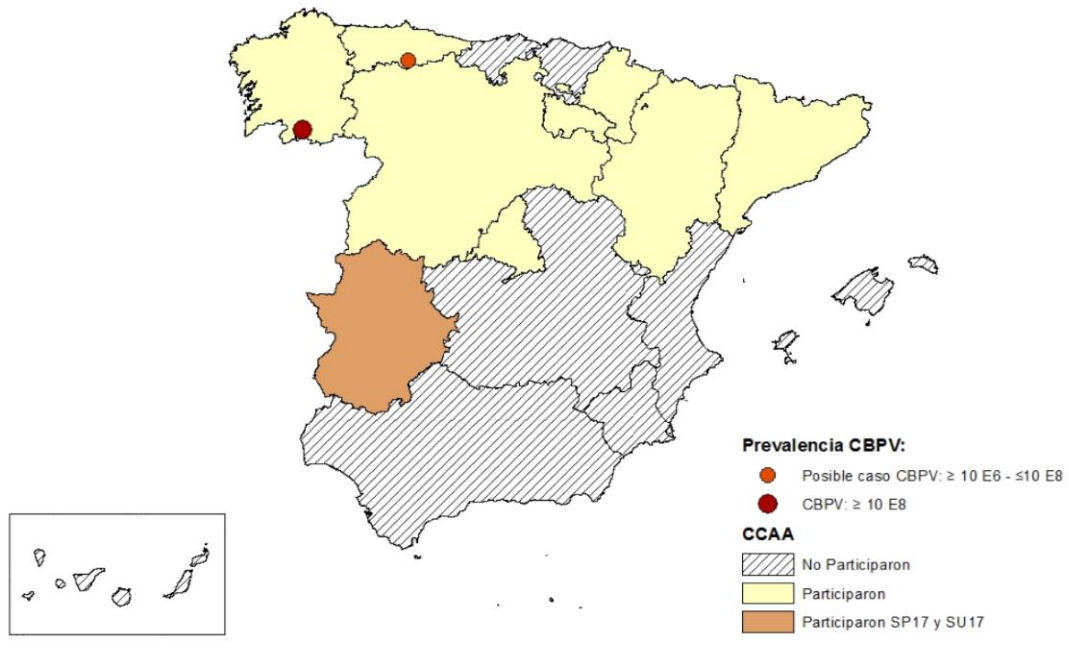 Prevalencia CBPV:
Posible caso CBPV: ≥ 10 E6 - ≤10 E8
CBPV: ≥ 10 E8
CCAA
No Participaron
Participaron
Participaron SP17 y SU17